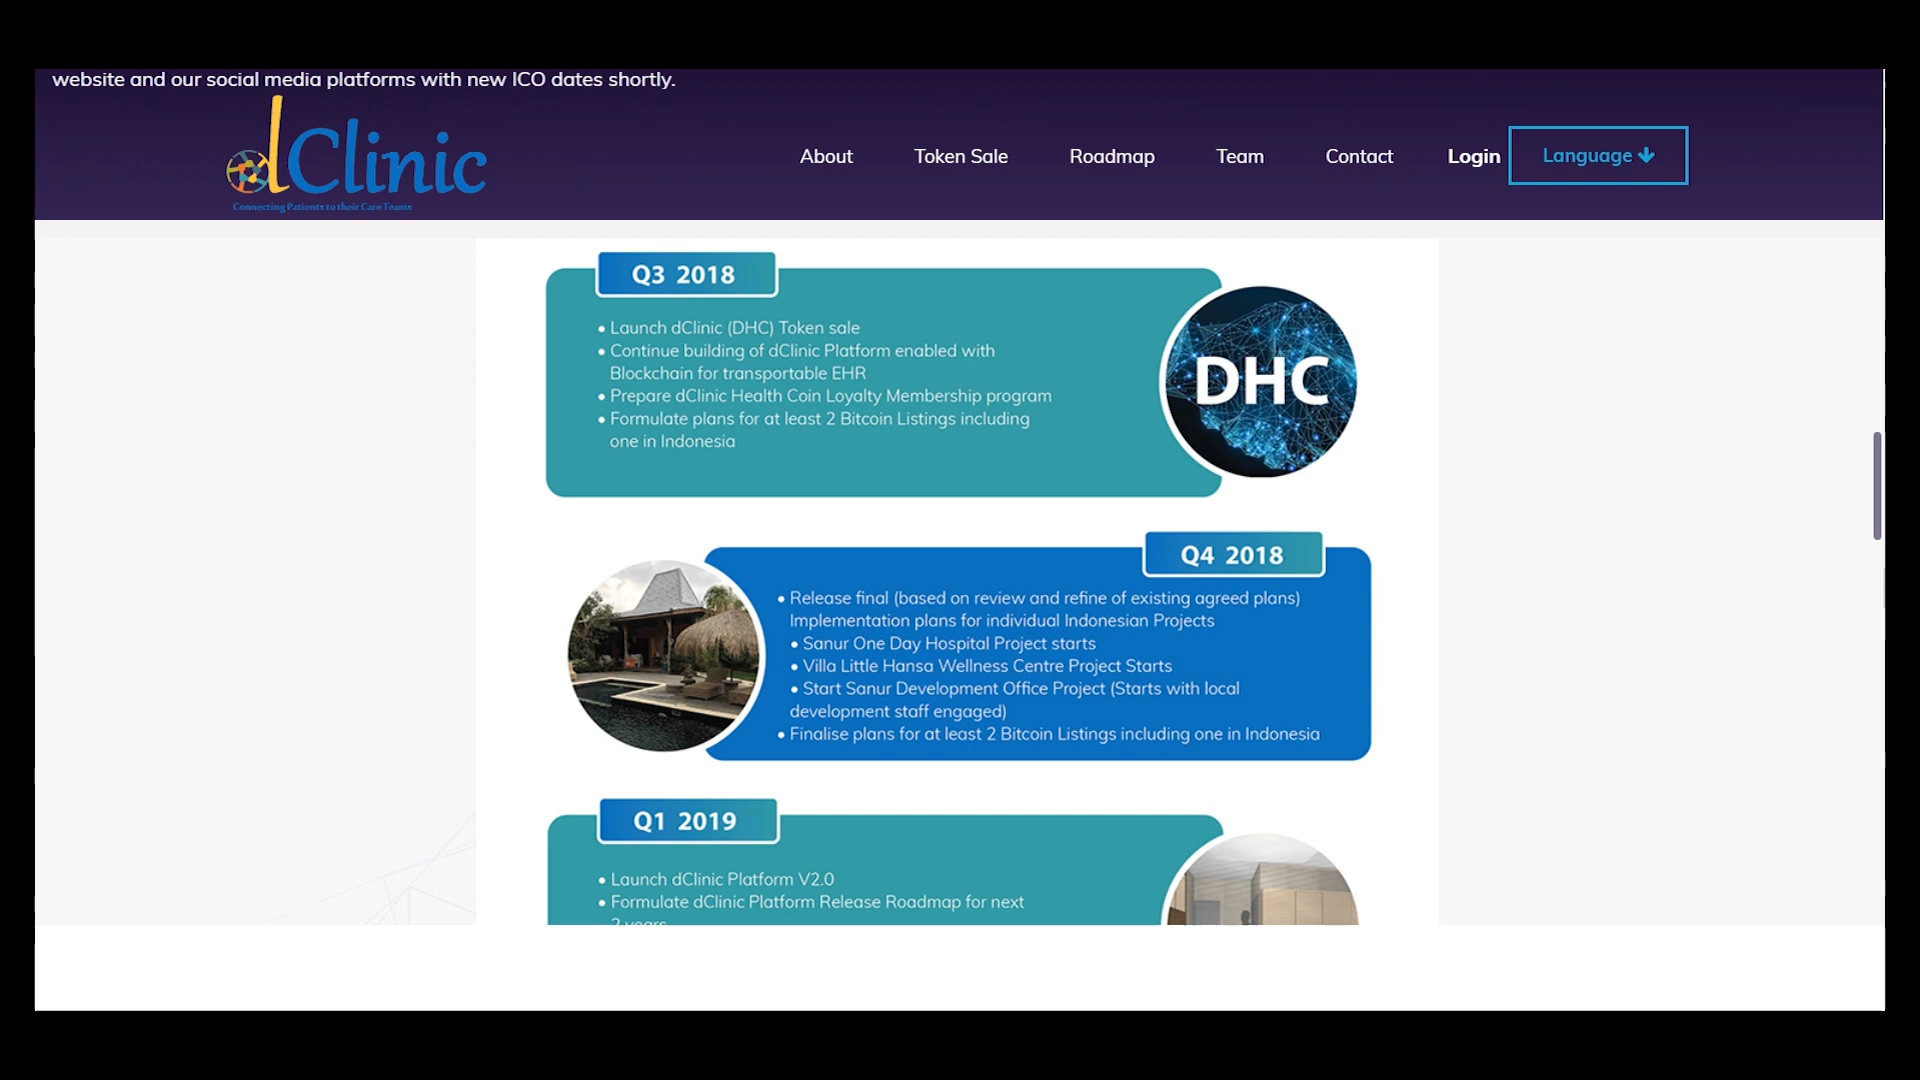 website and our social media platforms with new ICO dates shortly.
dClinic
Connecting Patients to their Care Teams
About Token Sale Roadmap Team Contact Login Language
Q3 2018
• Launch dClinic (DHC) Token sale
• Continue building of dClinic Platform enabled with
Blockchain for transportable EHR
• Prepare dClinic Health Coin Loyalty Membership program
• Formulate plans for at least 2 Bitcoin Listings including
one in Indonesia
DHC
Q4 2018
• Release final (based on review and refine of existing agreed plans)
Implementation plans for individual Indonesian Projects
• Sanur One Day Hospital Project starts
• Villa Little Hansa Wellness Centre Project Starts
• Start Sanur Development Office Project (Starts with local
development staff engaged)
• Finalise plans for at least 2 Bitcoin Listings including one in Indonesia
Q1 2019
• Launch dClinic Platform V2.0
• Formulate dClinic Platform Release Roadmap for next
2 years